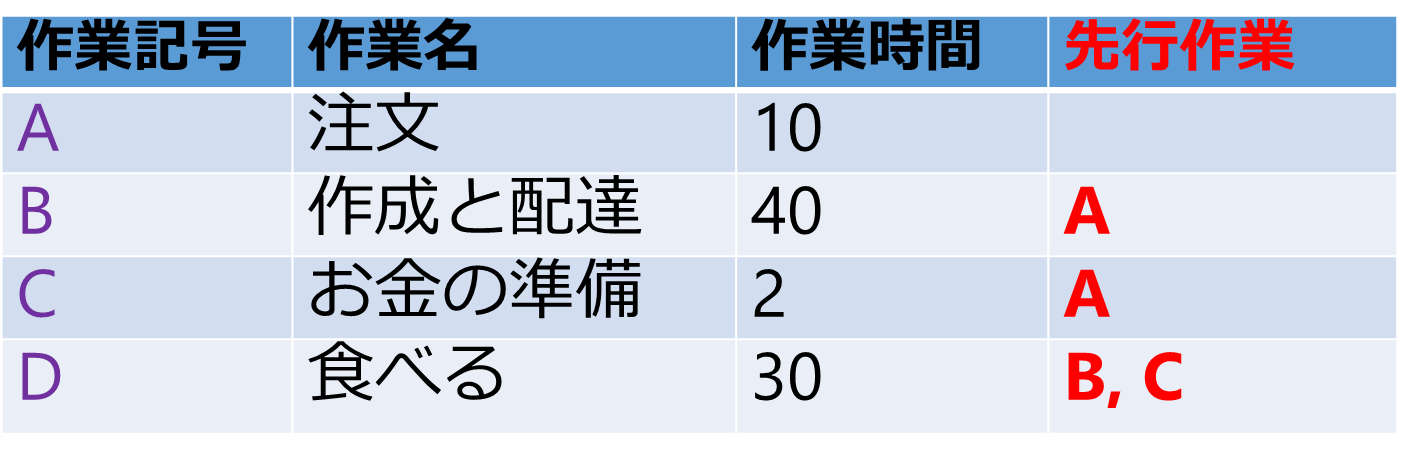 作業記号 作業名 作業時間 先行作業
A 注文 10
B 作成と配達 40 A
C お金の準備 2 A
D 食べる 30 B, C